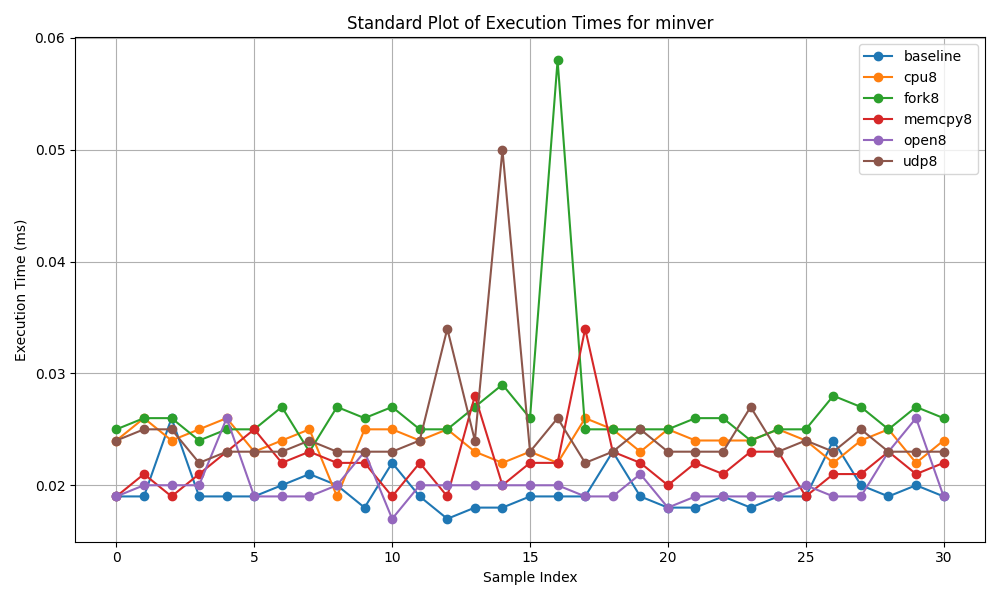 Standard Plot of Execution Times for minver
0.06
0.05
0.04
0.03
0.02
Execution Time (ms)
baseline
cpu8
fork8
memcpy8
open8
udp8
0 5 10 15 20 25 30
Sample Index